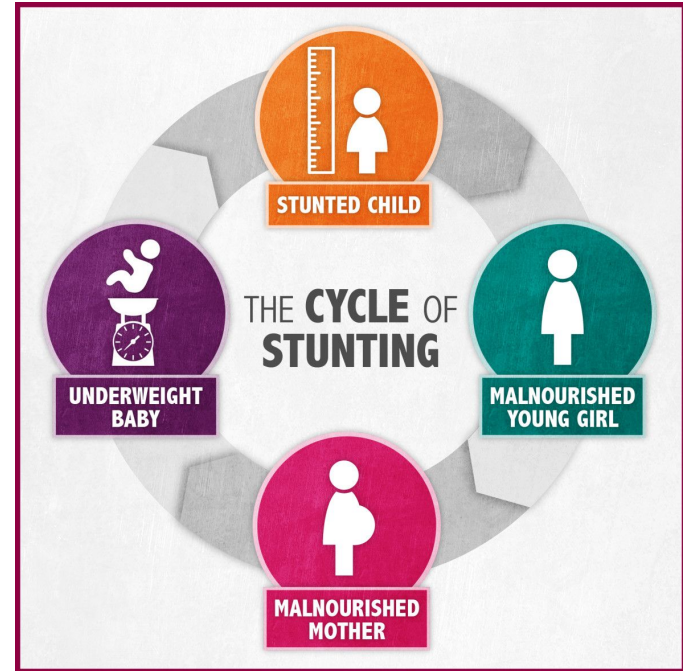 STUNTED CHILD
THE CYCLE OF
STUNTING
UNDERWEIGHT
BABY
MALNOURISHED
YOUNG GIRL
MALNOURISHED
MOTHER